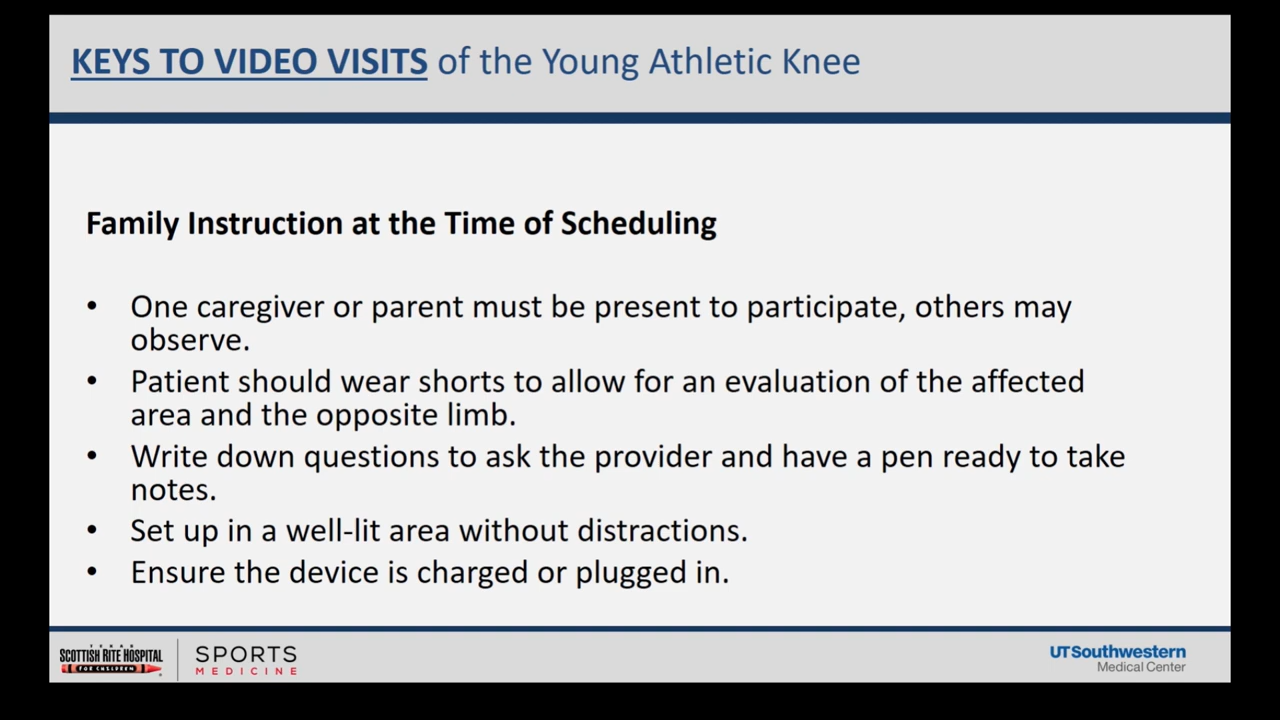 KEYS TO VIDEO VISITS of the Young Athletic Knee
Family Instruction at the Time of Scheduling
• One caregiver or parent must be present to participate, others may
observe.
• Patient should wear shorts to allow for an evaluation of the affected
area and the opposite limb.
• Write down questions to ask the provider and have a pen ready to take
notes.
• Set up in a well-lit area without distractions.
• Ensure the device is charged or plugged in.
TEXAS
SCOTTISH RITE HOSPITAL
FOR CHILDREN
SPORTS
MEDICINE
UTSouthwestern
Medical Center